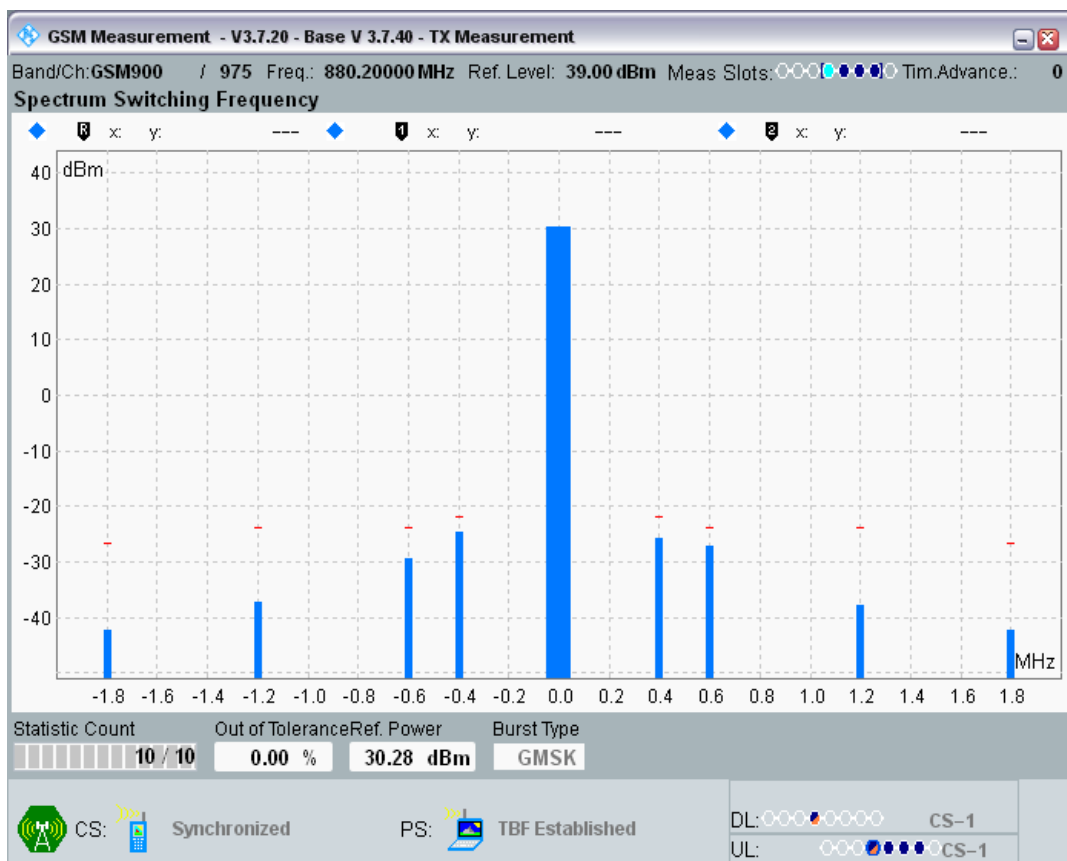 GSM Measurement - V3.7.20 - Base V 3.7.40 - TX Measurement
Band/Ch:GSM900 / 975 Freq.: 880.20000 MHz Ref. Level: 39.00 dBm Meas Slots: Tim.Advance.: 0
Spectrum Switching Frequency
R x: y: --- 1 x: y: --- 2 x: y: ---
dBm
40
30
20
10
0
-10
-20
-30
-40
MHz
-1.8 -1.6 -1.4 -1.2 -1.0 -0.8 -0.6 -0.4 -0.2 0.0 0.2 0.4 0.6 0.8 1.0 1.2 1.4 1.6 1.8
Statistic Count Out of Tolerance Ref. Power Burst Type
10 / 10 0.00 % 30.28 dBm GMSK
CS: Synchronized PS: TBF Established DL: CS-1
UL: CS-1